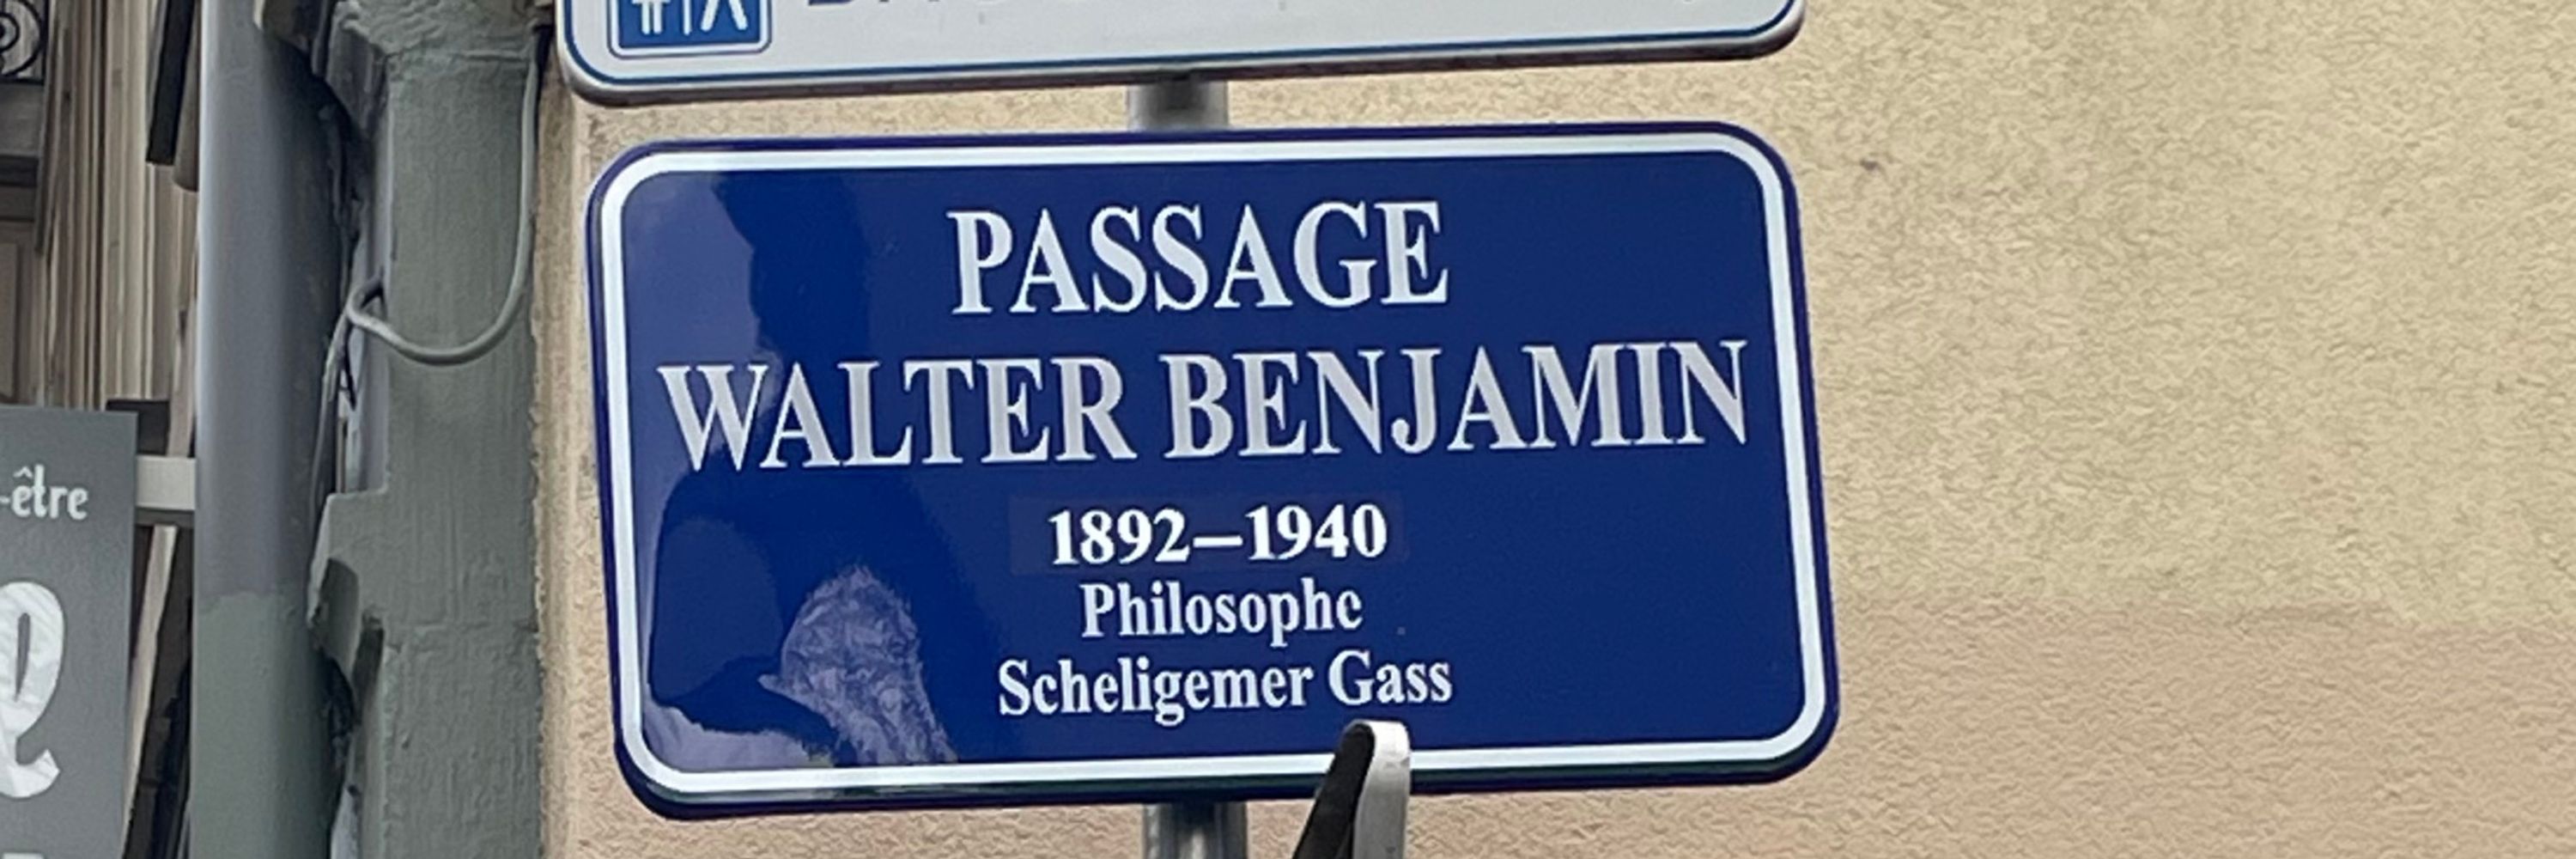 PASSAGE
WALTER BENJAMIN
1892–1940
Philosophe
Scheligemer Gass
-être